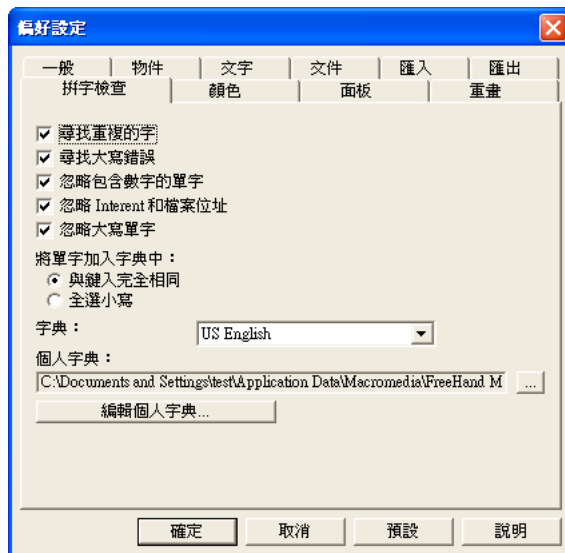 偏好設定
一般 物件 文字 文件 匯入 匯出
拼字檢查 顏色 面板 重畫
尋找重複的字
尋找大寫錯誤
忽略包含數字的單字
忽略 Interent 和檔案位址
忽略大寫單字
將單字加入字典中：
與鍵入完全相同
全選小寫
字典： US English
個人字典：
C:\Documents and Settings\test\Application Data\Macromedia\FreeHand M ...
編輯個人字典...
確定 取消 預設 說明